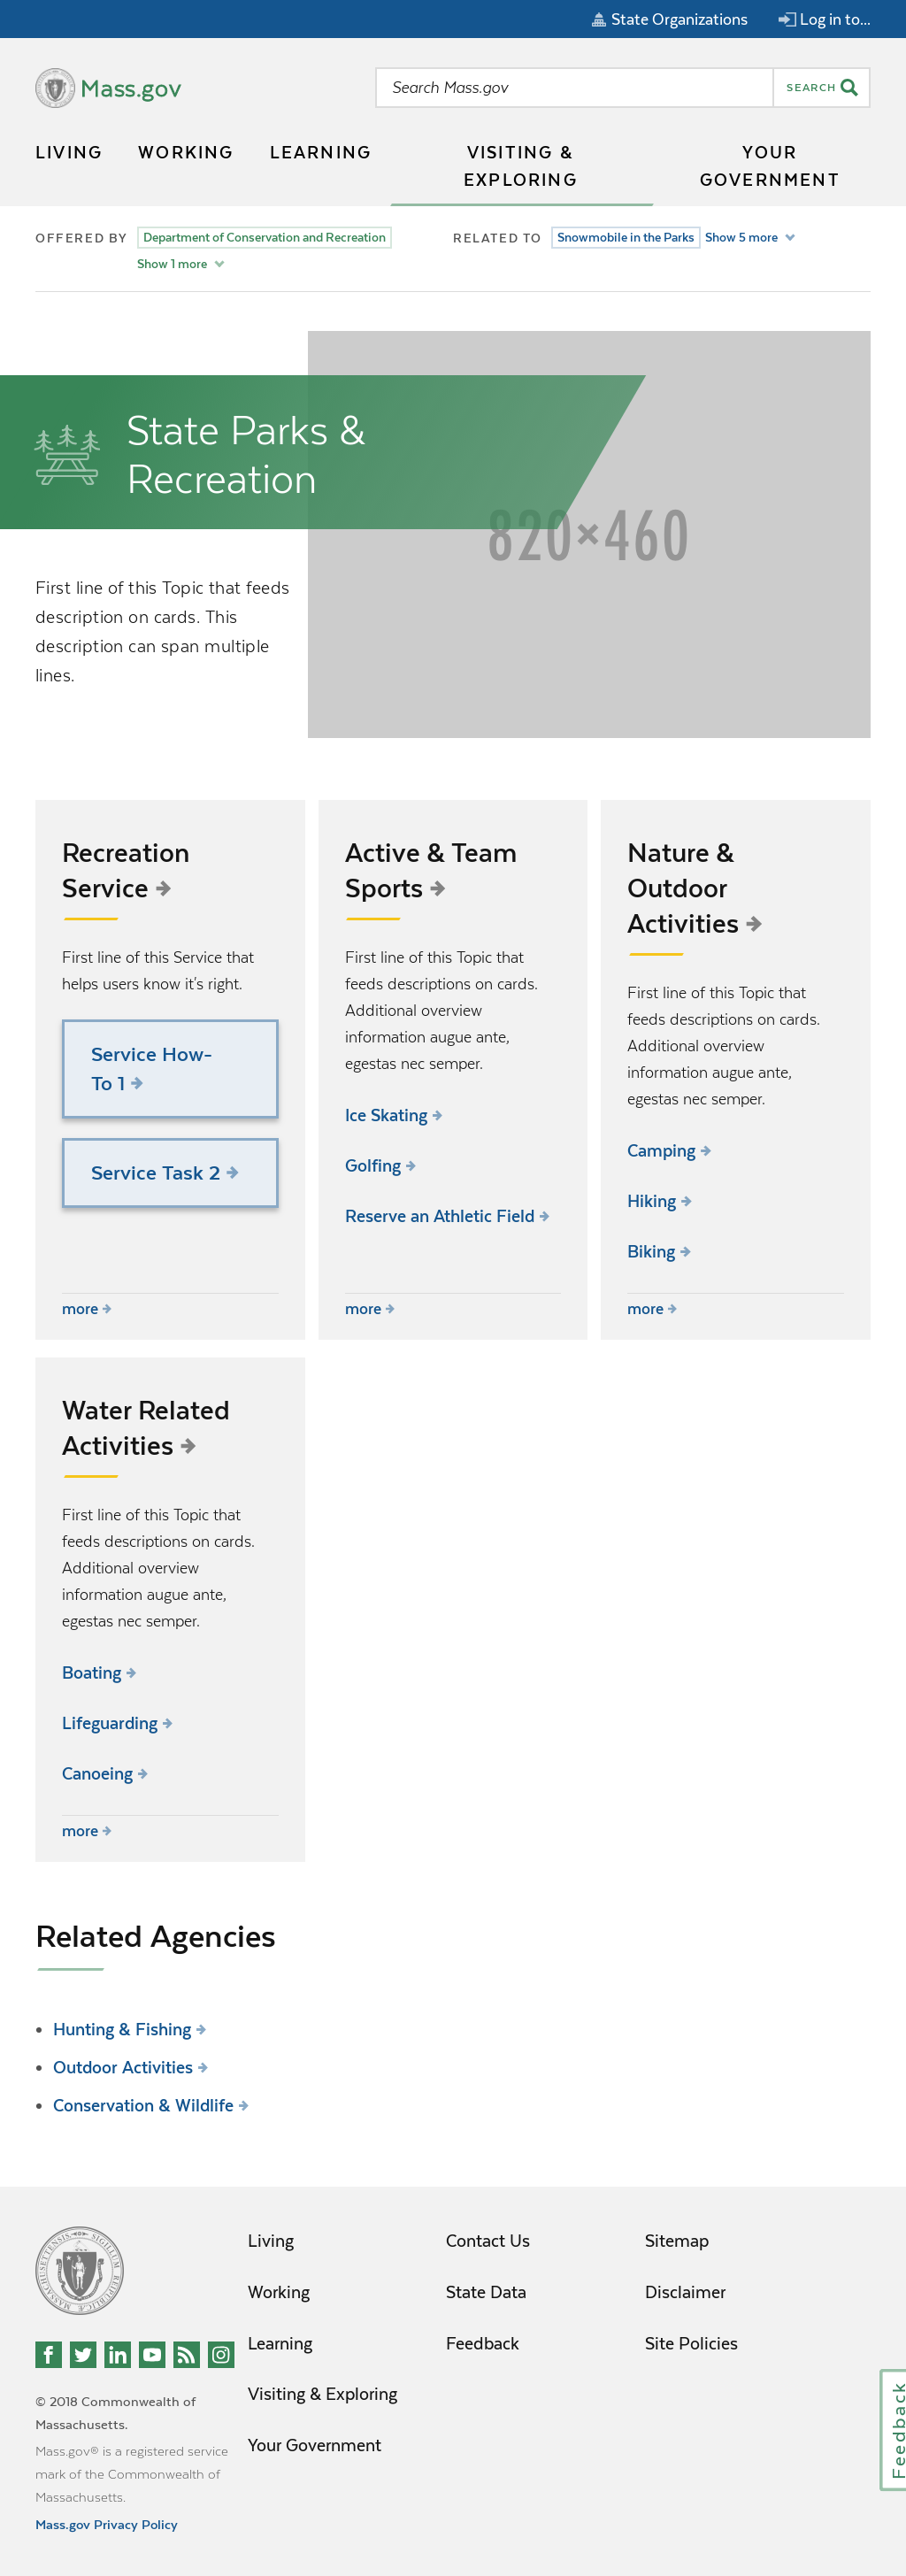 State Organizations
Log in to...
Mass.gov
Search Mass.gov
SEARCH
LIVING
WORKING
LEARNING
VISITING &
EXPLORING
YOUR
GOVERNMENT
OFFERED BY
Department of Conservation and Recreation
Show 1 more
RELATED TO
Snowmobile in the Parks
Show 5 more
State Parks &
Recreation
820×460
First line of this Topic that feeds
description on cards. This
description can span multiple
lines.
Recreation
Service
First line of this Service that
helps users know it's right.
Service How-
To 1
Service Task 2
more
Active & Team
Sports
First line of this Topic that
feeds descriptions on cards.
Additional overview
information augue ante,
egestas nec semper.
Ice Skating
Golfing
Reserve an Athletic Field
more
Nature &
Outdoor
Activities
First line of this Topic that
feeds descriptions on cards.
Additional overview
information augue ante,
egestas nec semper.
Camping
Hiking
Biking
more
Water Related
Activities
First line of this Topic that
feeds descriptions on cards.
Additional overview
information augue ante,
egestas nec semper.
Boating
Lifeguarding
Canoeing
more
Related Agencies
Hunting & Fishing
Outdoor Activities
Conservation & Wildlife
Living
Working
Learning
Visiting & Exploring
Your Government
Contact Us
State Data
Feedback
Sitemap
Disclaimer
Site Policies
© 2018 Commonwealth of
Massachusetts.
Mass.gov® is a registered service
mark of the Commonwealth of
Massachusetts.
Mass.gov Privacy Policy
Feedback